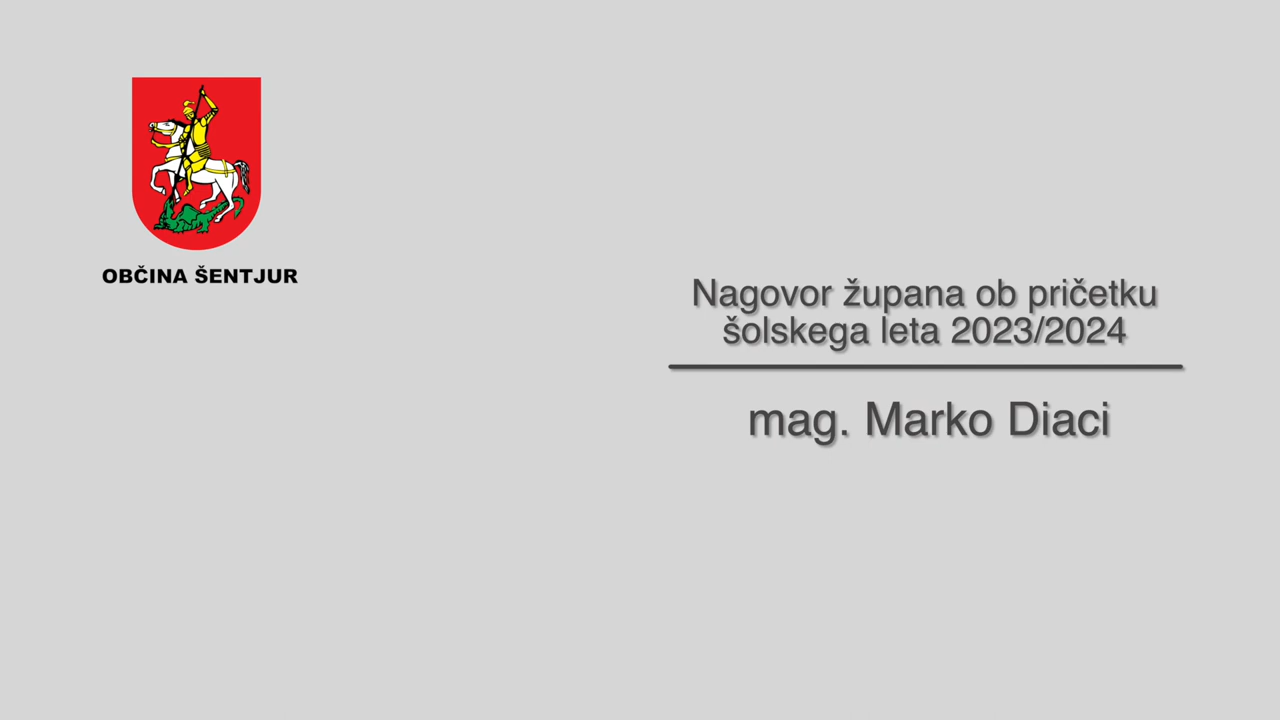 OBČINA ŠENTJUR
Nagovor župana ob pričetku
šolskega leta 2023/2024
mag. Marko Diaci